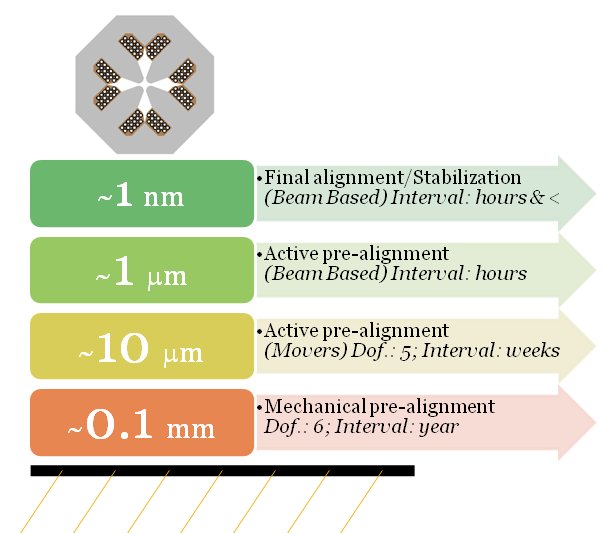 ~1 nm
•Final alignment/Stabilization
(Beam Based) Interval: hours & <
~1 μm
•Active pre-alignment
(Beam Based) Interval: hours
~10 μm
•Active pre-alignment
(Movers) Dof.: 5; Interval: weeks
~0.1 mm
•Mechanical pre-alignment
Dof.: 6; Interval: year